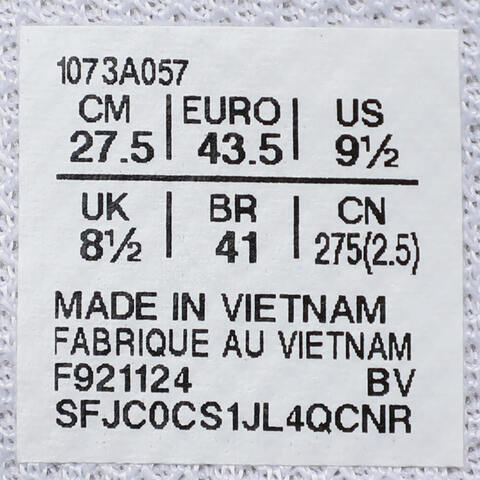 1073A057
CM | EURO | US
27.5 | 43.5 | 9½
UK | BR | CN
8½ | 41 | 275(2.5)
MADE IN VIETNAM
FABRIQUE AU VIETNAM
F921124 BV
SFJC0CS1JL4QCNR